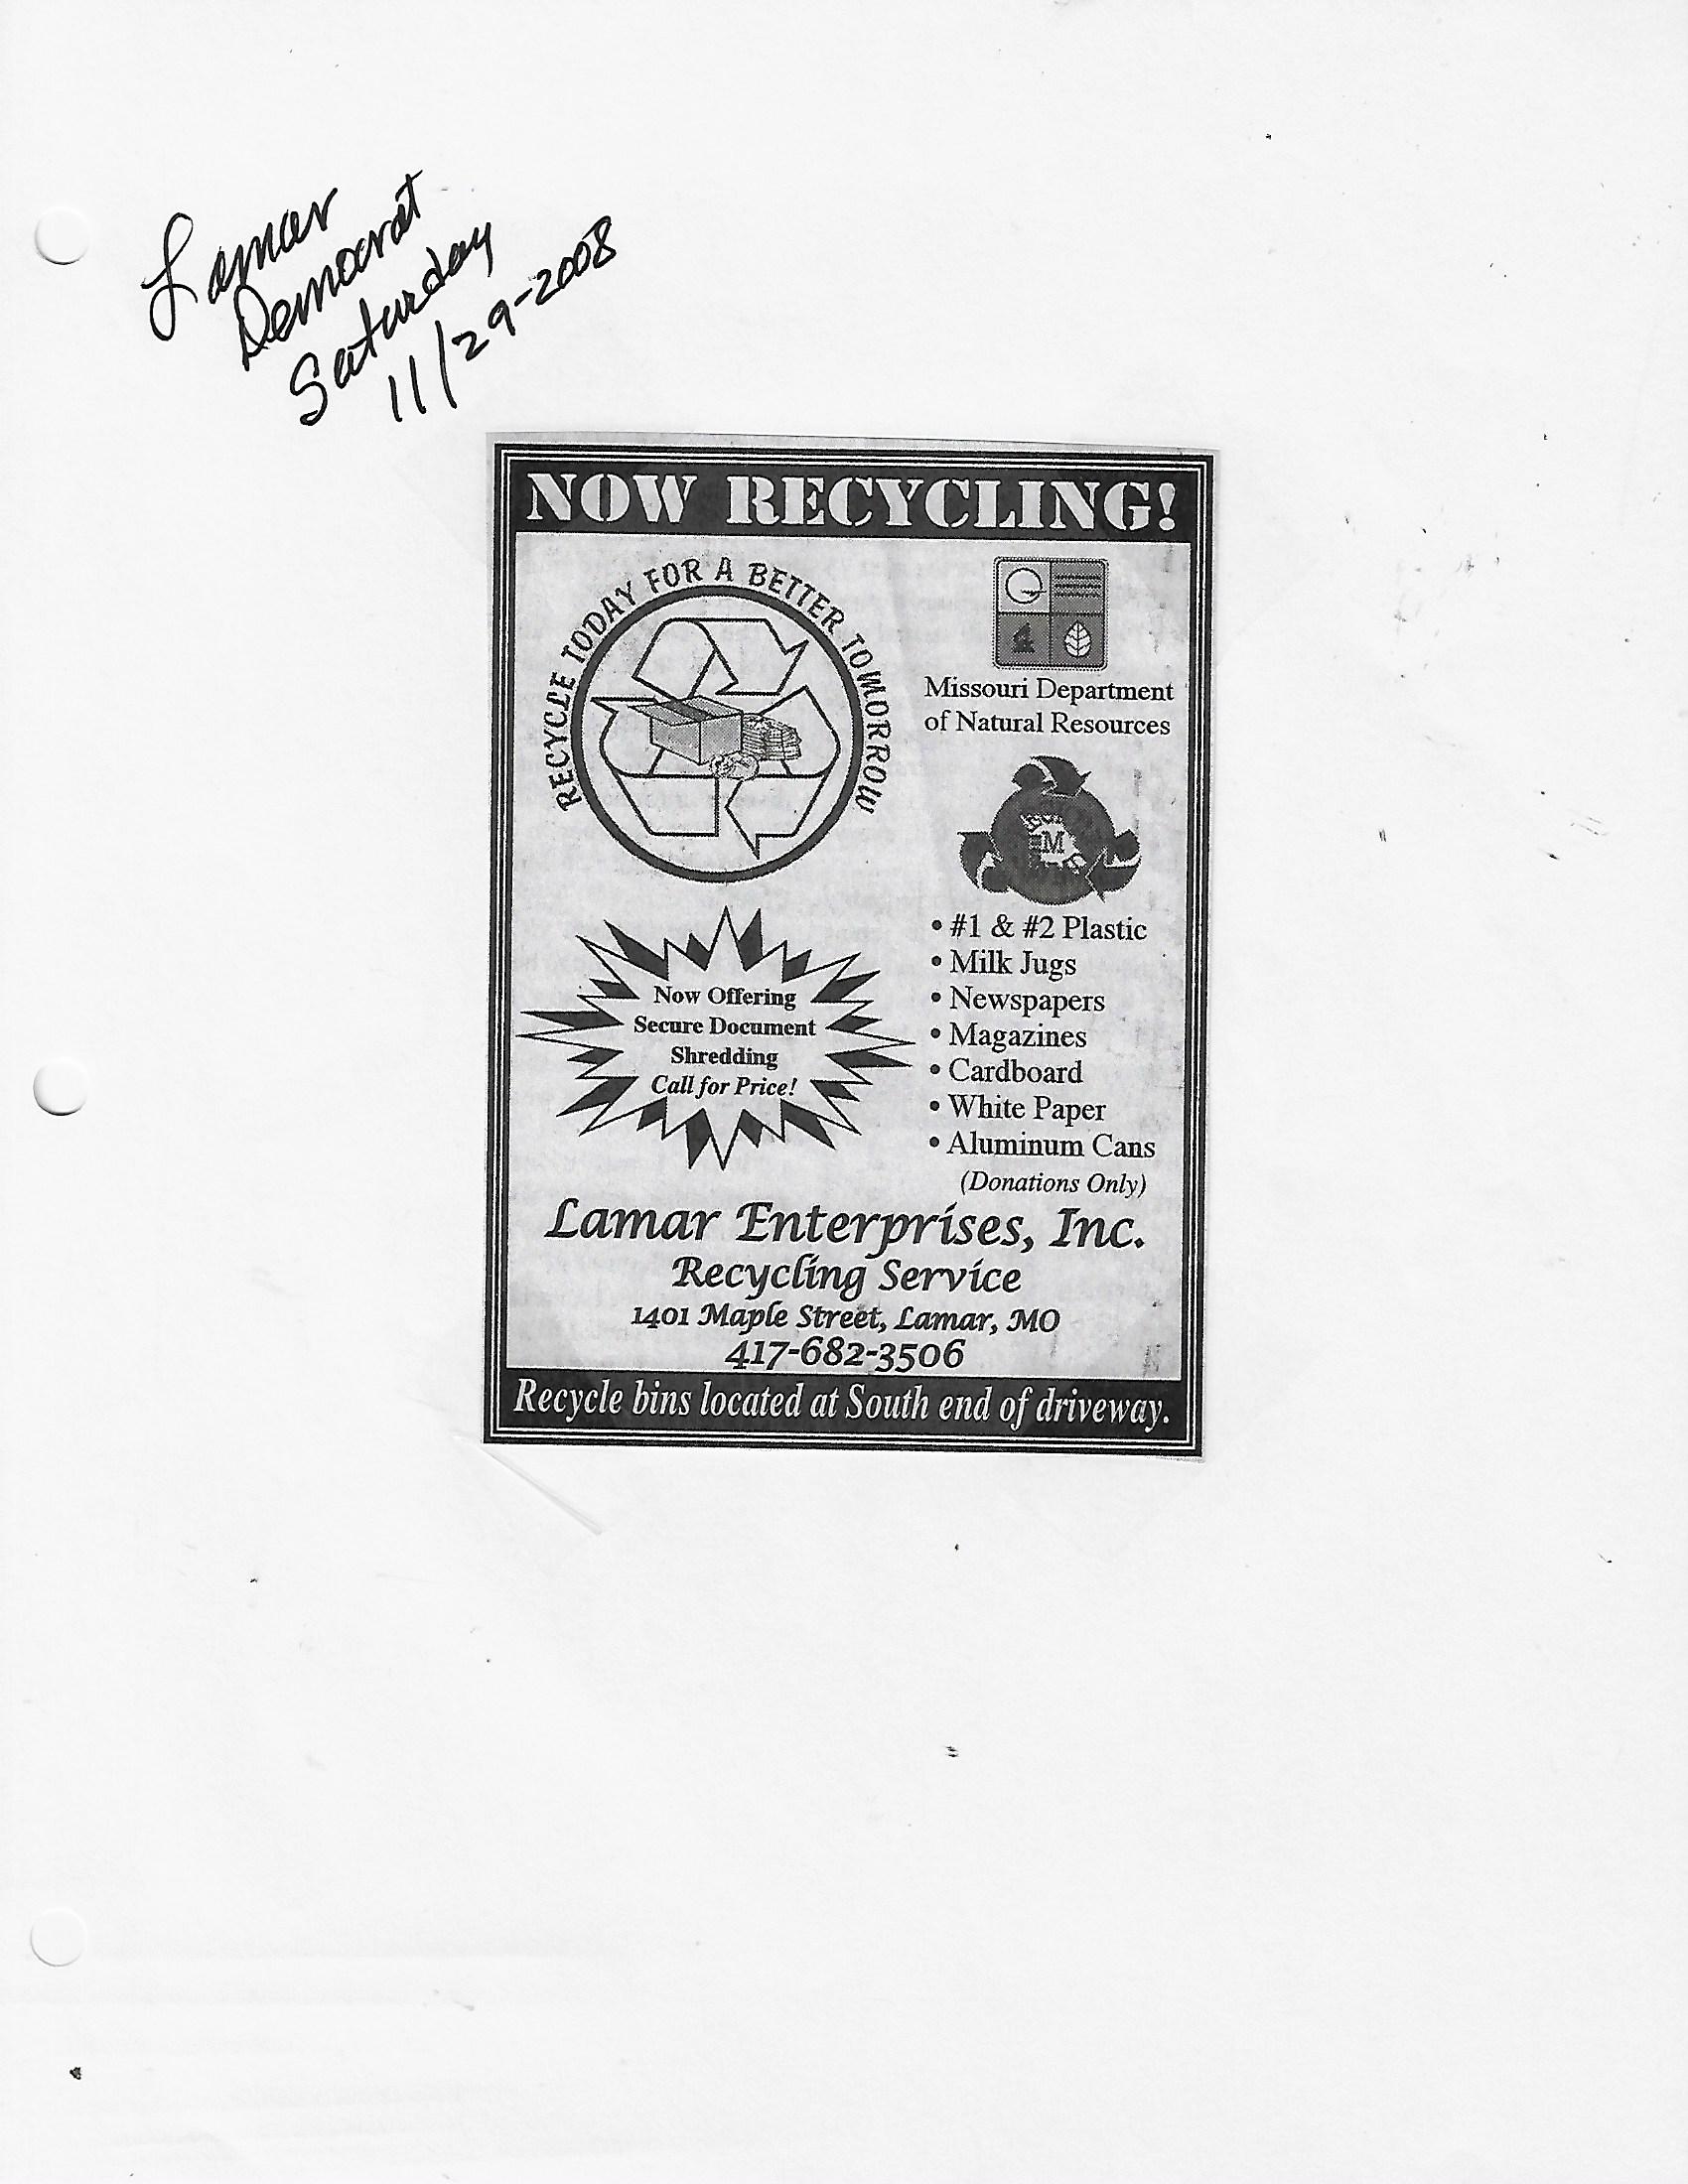 Lamar
Democrat
Saturday
11/29-2008
NOW RECYCLING!
RECYCLE TODAY FOR A BETTER TOMORROW
Missouri Department
of Natural Resources
M
• #1 & #2 Plastic
• Milk Jugs
• Newspapers
• Magazines
• Cardboard
• White Paper
• Aluminum Cans
(Donations Only)
Now Offering
Secure Document
Shredding
Call for Price!
Lamar Enterprises, Inc.
Recycling Service
1401 Maple Street, Lamar, MO
417-682-3506
Recycle bins located at South end of driveway.